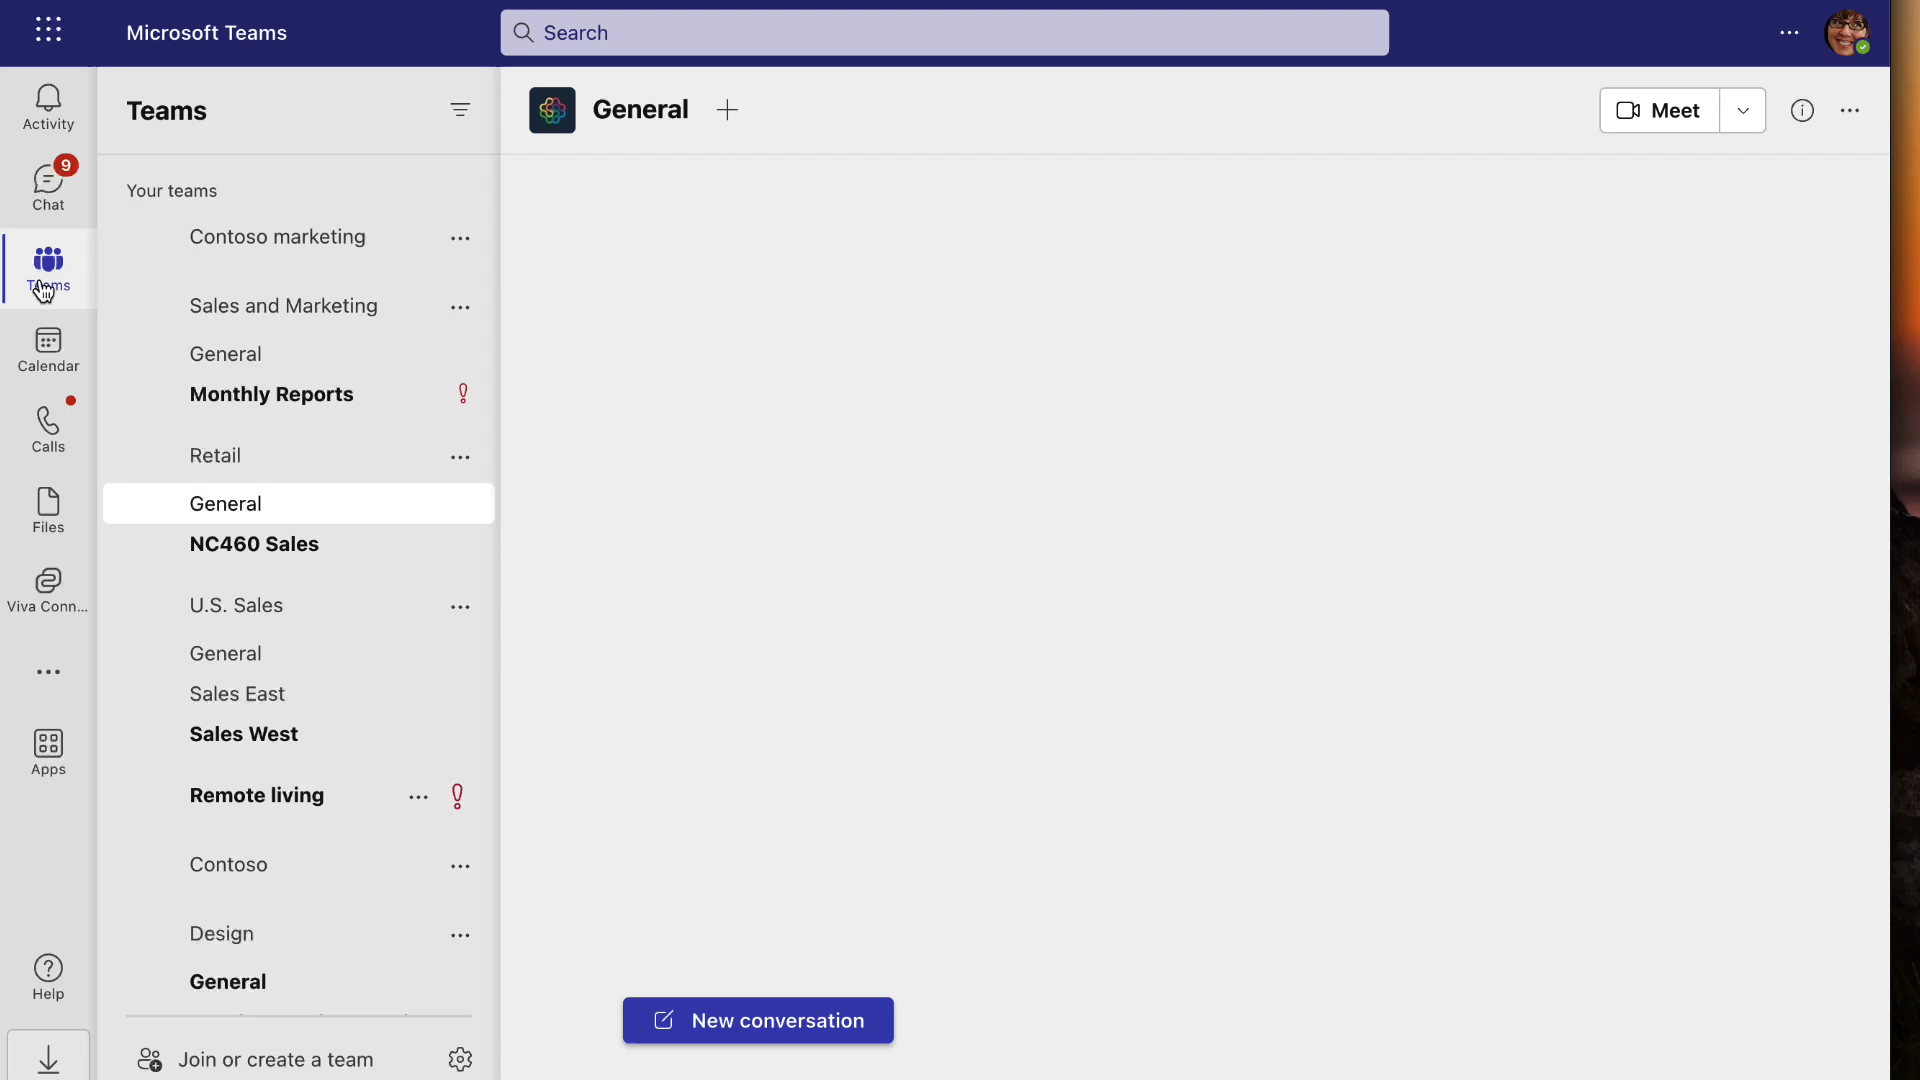 Microsoft Teams
Search
Activity
9
Chat
Teams
Calendar
Calls
Files
Viva Conn...
Apps
Help
Teams
Your teams
Contoso marketing
Sales and Marketing
General
Monthly Reports
Retail
General
NC460 Sales
U.S. Sales
General
Sales East
Sales West
Remote living
Contoso
Design
General
Join or create a team
General
Meet
New conversation